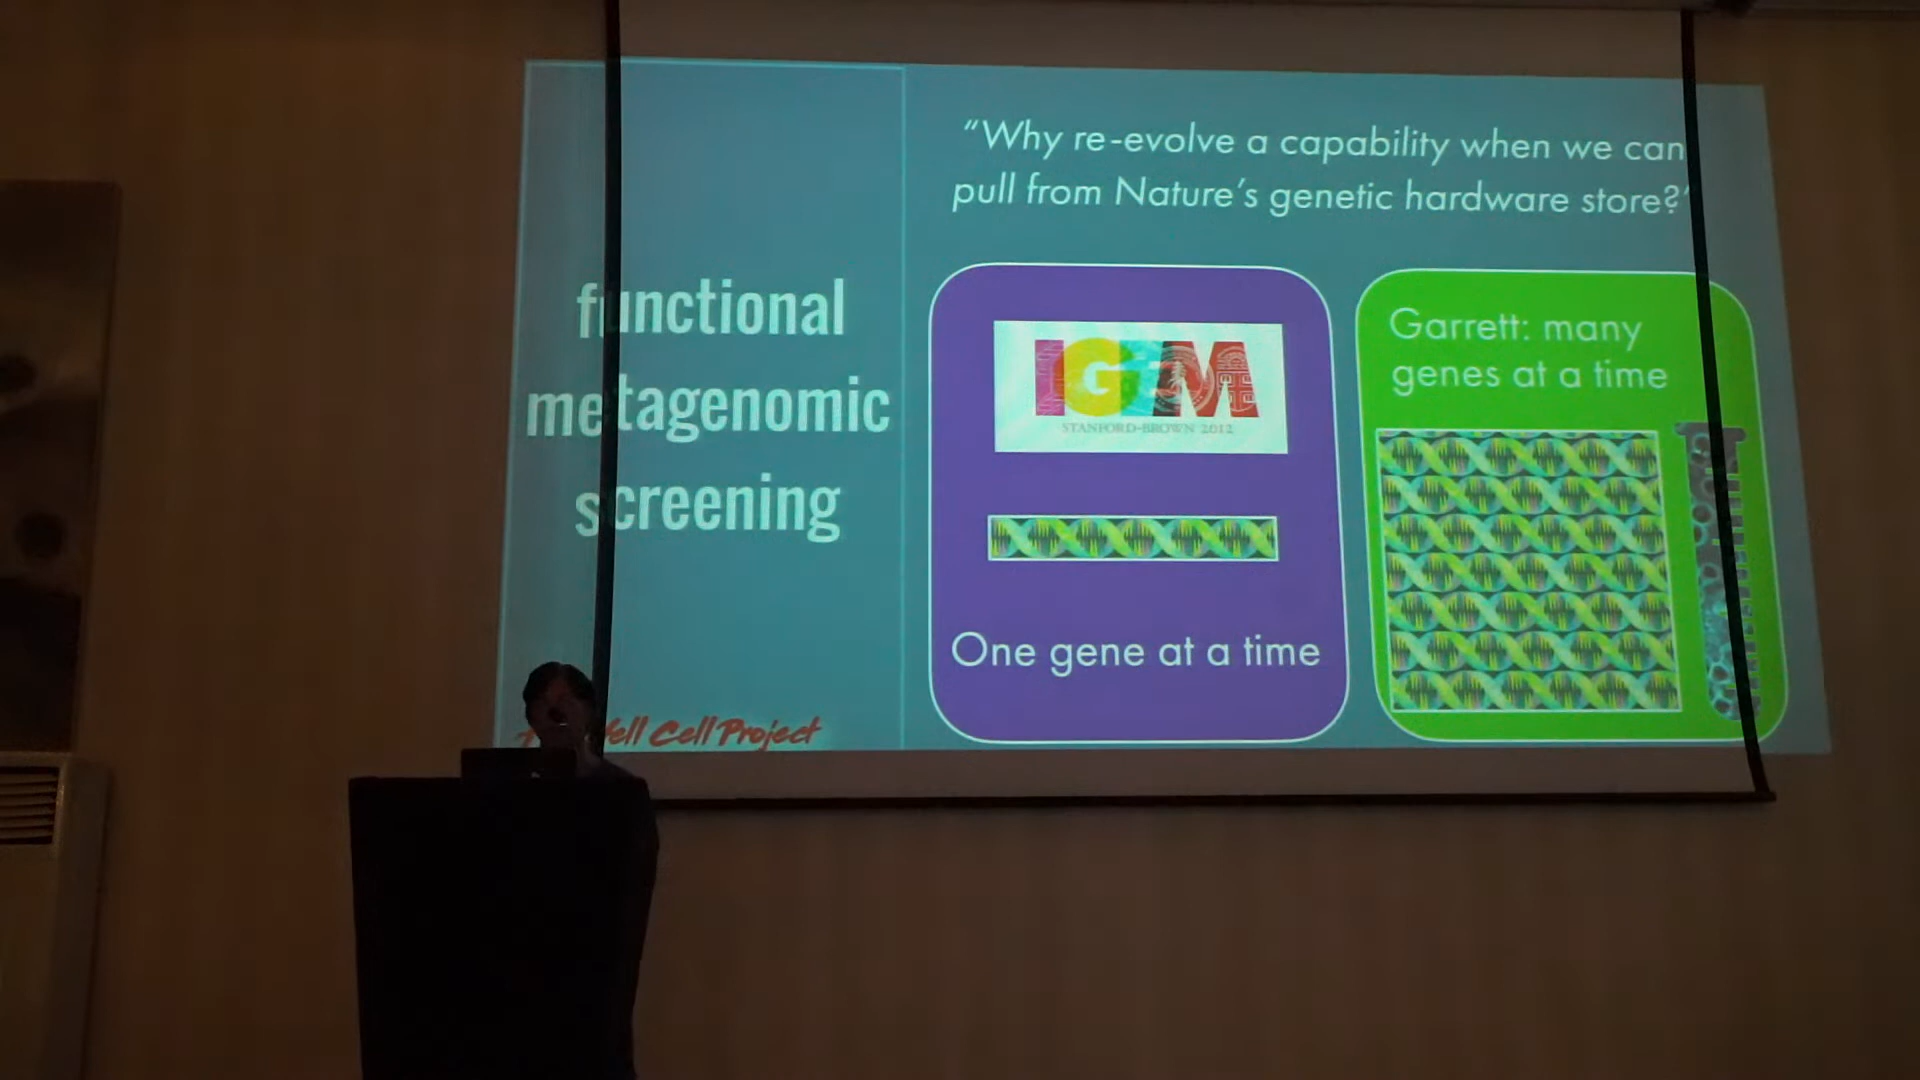 "Why re-evolve a capability when we can
pull from Nature's genetic hardware store?"
functional
metagenomic
screening
IGEM
STANFORD-BROWN 2012
One gene at a time
Garrett: many
genes at a time
Cell Project